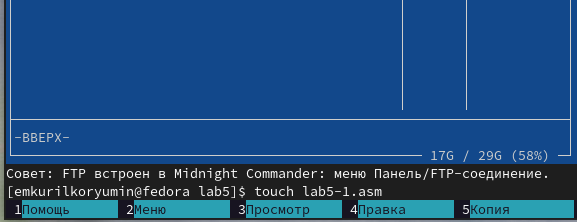 -ВВЕРХ-
17G / 29G (58%)
Совет: FTP встроен в Midnight Commander: меню Панель/FTP-соединение.
[emkurilkoryumin@fedora lab5]$ touch lab5-1.asm
1Помощь 2Меню 3Просмотр 4Правка 5Копия